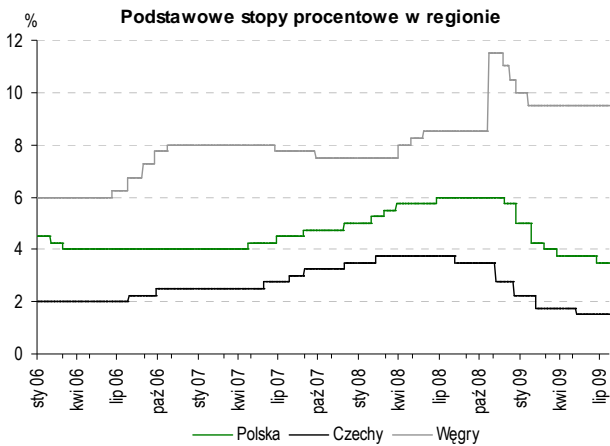 Podstawowe stopy procentowe w regionie
%
12
10
8
6
4
2
0
sty 06
kwi 06
lip 06
paź 06
sty 07
kwi 07
lip 07
paź 07
sty 08
kwi 08
lip 08
paź 08
sty 09
kwi 09
lip 09
Polska Czechy Węgry